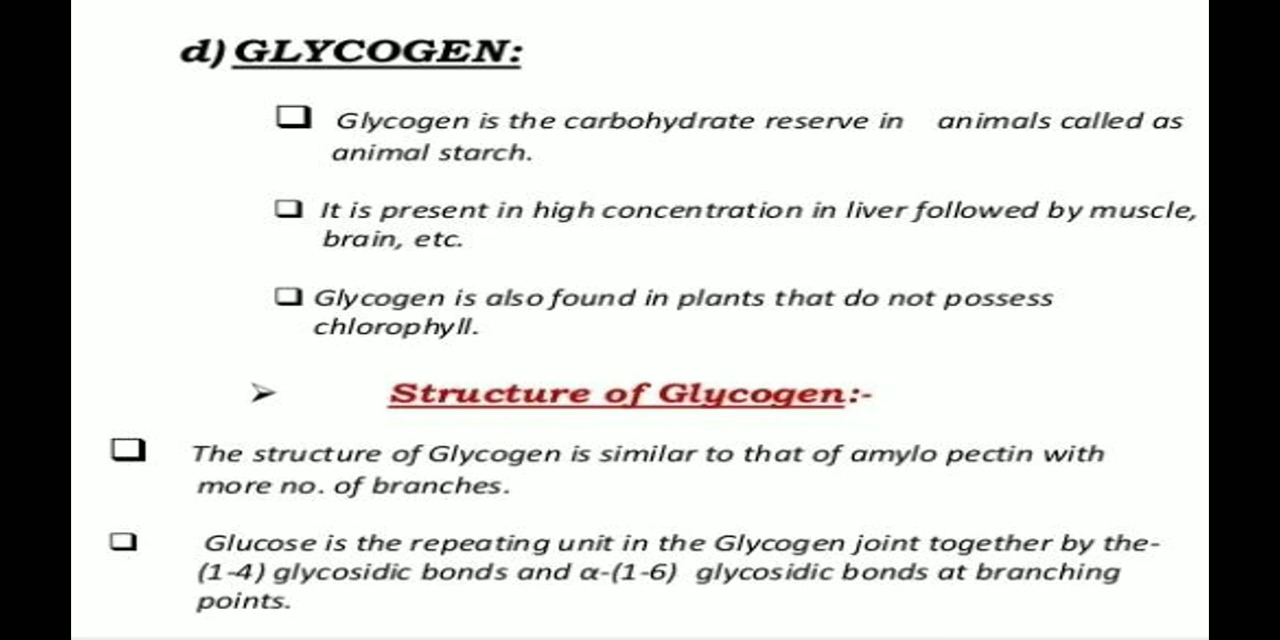 d) GLYCOGEN:
Glycogen is the carbohydrate reserve in animals called as
animal starch.
It is present in high concentration in liver followed by muscle,
brain, etc.
Glycogen is also found in plants that do not possess
chlorophyll.
Structure of Glycogen:-
The structure of Glycogen is similar to that of amylo pectin with
more no. of branches.
Glucose is the repeating unit in the Glycogen joint together by the-
(1-4) glycosidic bonds and α-(1-6) glycosidic bonds at branching
points.